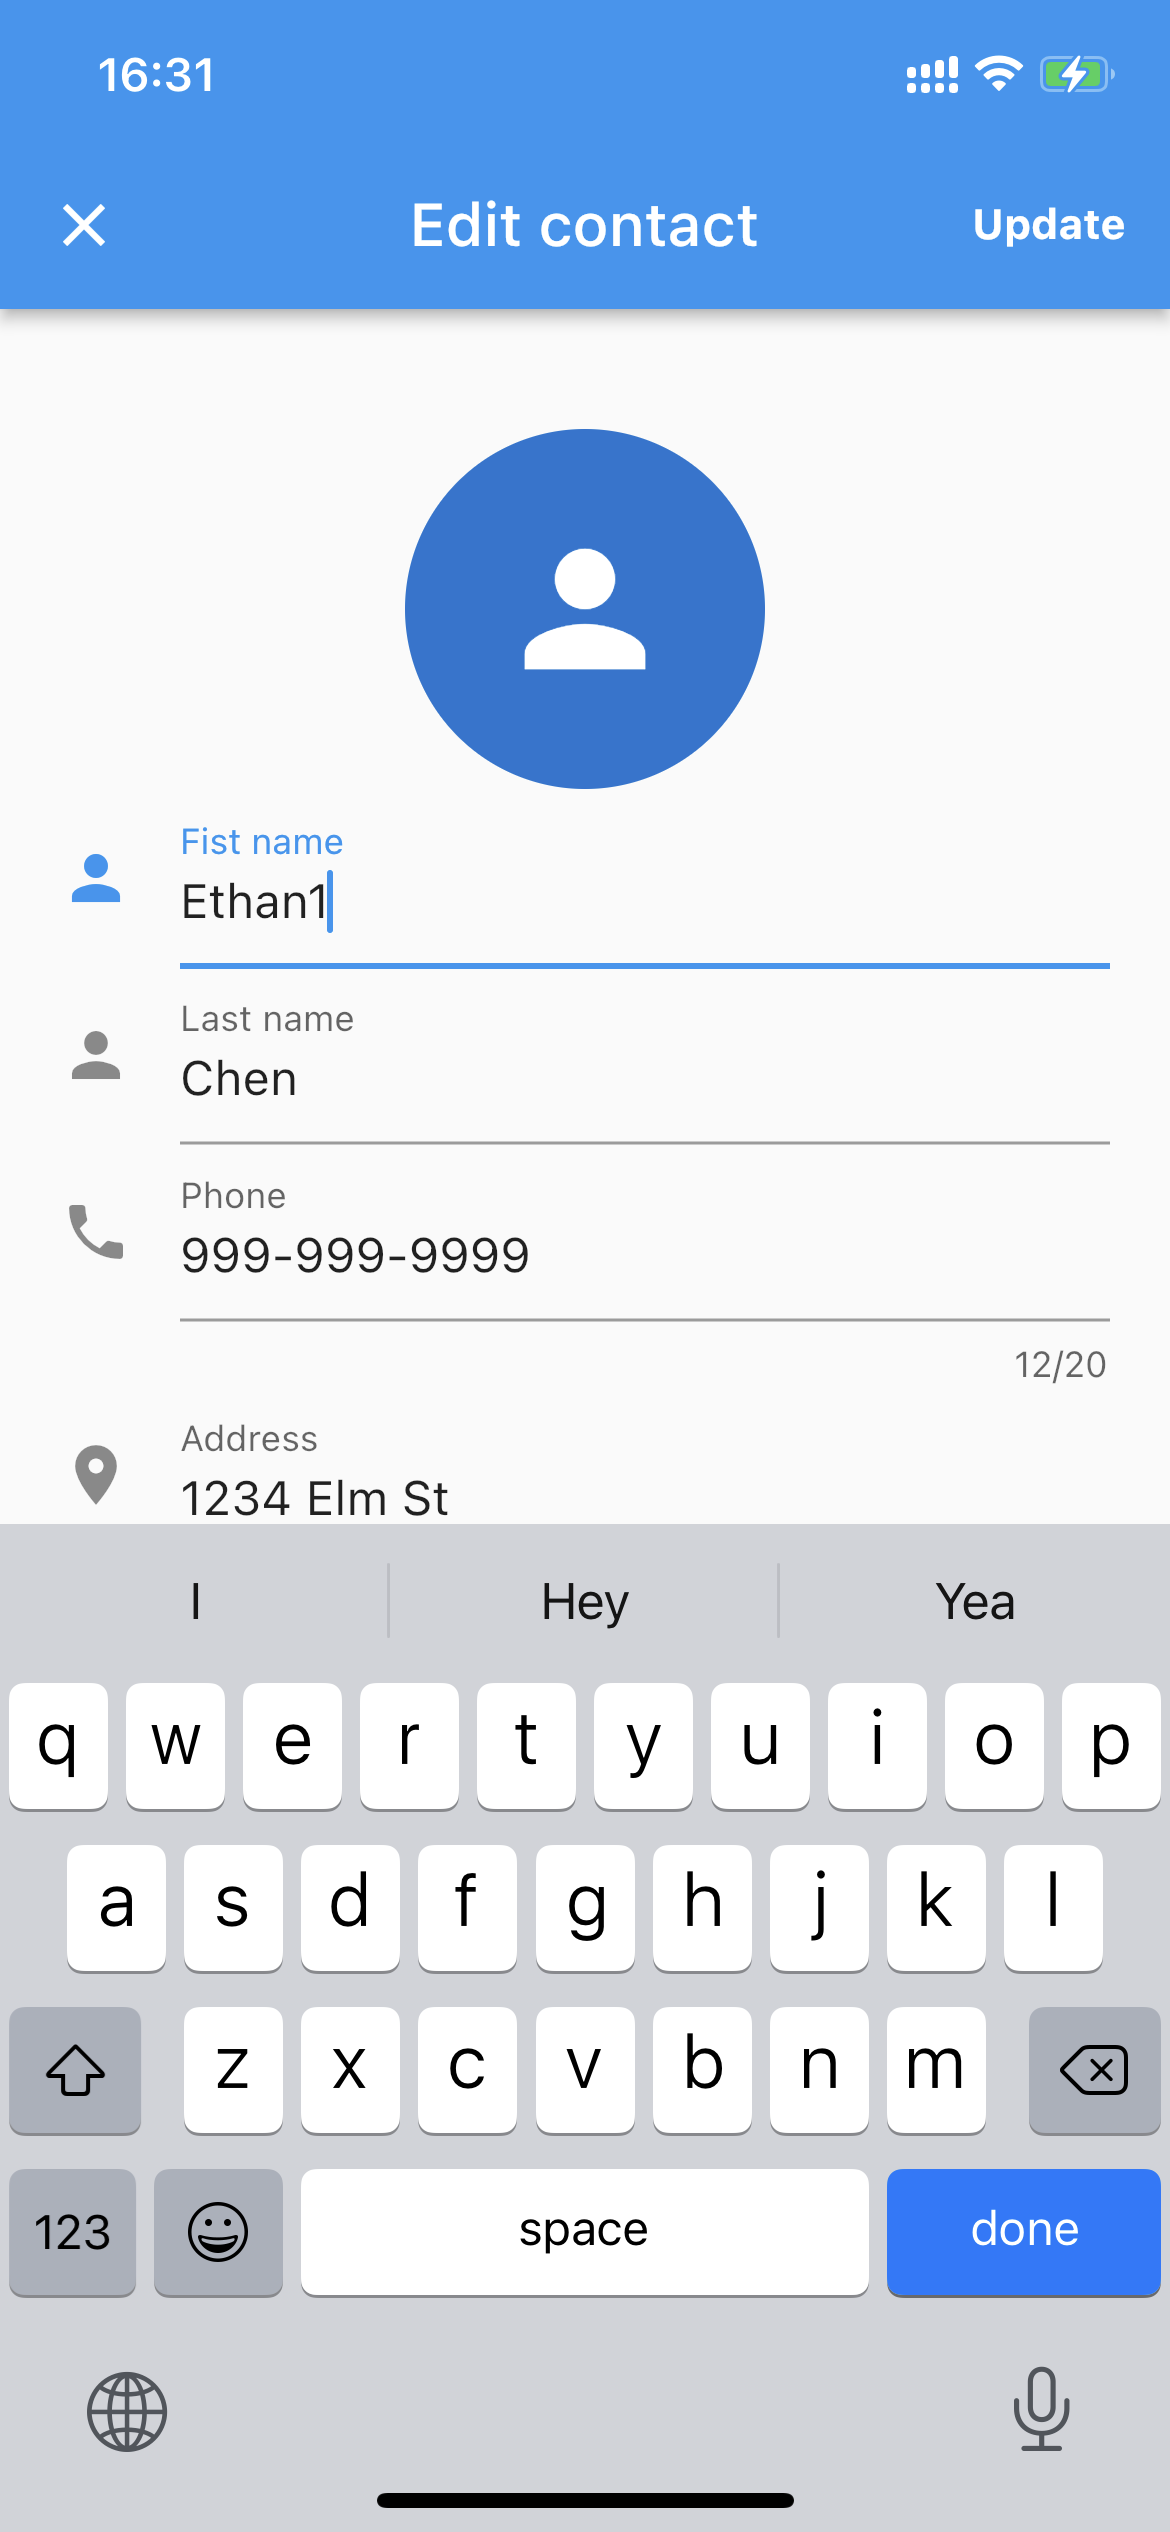 16:31
Edit contact
Update
Fist name
Ethan1
Last name
Chen
Phone
999-999-9999
12/20
Address
1234 Elm St
I Hey Yea
q w e r t y u i o p
a s d f g h j k l
z x c v b n m
123 space done